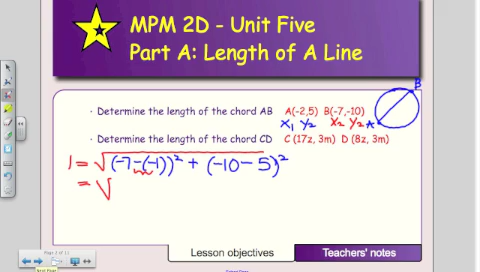 MPM 2D - Unit Five
Part A: Length of A Line
B
· Determine the length of the chord AB A(-2,5) B(-7,-10)
X₁ Y₂ X₂ Y₂ A
· Determine the length of the chord CD C (17z, 3m) D (8z, 3m)
l = √(-7-(-1))² + (-10-5)²
= √
Lesson objectives
Teachers' notes